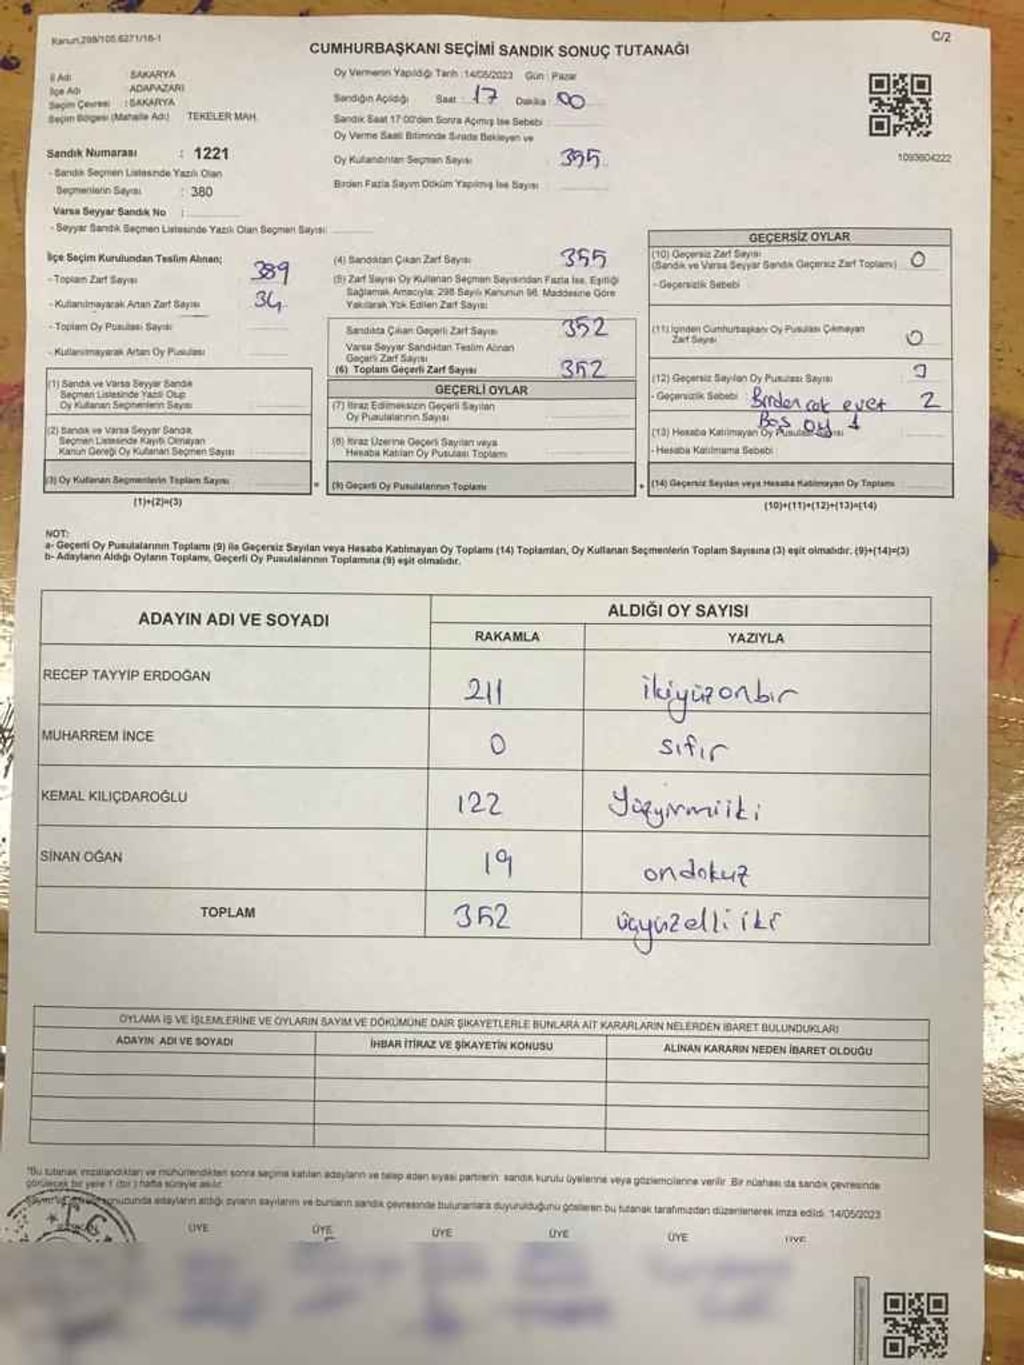 Kanun,298/105,6271/16-1
C/2
CUMHURBAŞKANI SEÇİMİ SANDIK SONUÇ TUTANAĞI
İl Adı : SAKARYA
İlçe Adı : ADAPAZARI
Seçim Çevresi : SAKARYA
Seçim Bölgesi (Mahalle Adı) TEKELER MAH.
Sandık Numarası : 1221
- Sandık Seçmen Listesinde Yazılı Olan
Seçmenlerin Sayısı : 380
Varsa Seyyar Sandık No :
- Seyyar Sandık Seçmen Listesinde Yazılı Olan Seçmen Sayısı:
Oy Vermenin Yapıldığı Tarih :14/05/2023 Gün : Pazar
Sandığın Açıldığı Saat : 17 Dakika : 00
Sandık Saat 17:00'den Sonra Açımış İse Sebebi :
Oy Verme Saati Bitiminde Sırada Bekleyen ve
Oy Kullandırılan Seçmen Sayısı : 395
Birden Fazla Sayım Döküm Yapılmış İse Sayısı :
1093604222
İlçe Seçim Kurulundan Teslim Alınan;
- Toplam Zarf Sayısı : 389
- Kullanılmayarak Artan Zarf Sayısı : 34
- Toplam Oy Pusulası Sayısı :
- Kullanılmayarak Artan Oy Pusulası :
(4) Sandıktan Çıkan Zarf Sayısı : 355
(5) Zarf Sayısı Oy Kullanan Seçmen Sayısından Fazla İse, Eşitliği
Sağlamak Amacıyla; 298 Sayılı Kanunun 98. Maddesine Göre
Yakılarak Yok Edilen Zarf Sayısı :
Sandıkta Çıkan Geçerli Zarf Sayısı : 352
Varsa Seyyar Sandıktan Teslim Alınan
Geçerli Zarf Sayısı :
(6) Toplam Geçerli Zarf Sayısı : 352
GEÇERSİZ OYLAR
(10) Geçersiz Zarf Sayısı : 0
(Sandık ve Varsa Seyyar Sandık Geçersiz Zarf Toplamı)
- Geçersizlik Sebebi :
(11) İçinden Cumhurbaşkanı Oy Pusulası Çıkmayan
Zarf Sayısı : 0
(12) Geçersiz Sayılan Oy Pusulası Sayısı :
- Geçersizlik Sebebi : Birden çok evet 2
Boş oy 1
(13) Hesaba Katılmayan Oy Pusulası Sayısı
- Hesaba Katılmama Sebebi :
(14) Geçersiz Sayılan veya Hesaba Katılmayan Oy Toplamı :
(10)+(11)+(12)+(13)=(14)
(1) Sandık ve Varsa Seyyar Sandık
Seçmen Listesinde Yazılı Olup
Oy Kullanan Seçmenlerin Sayısı :
(2) Sandık ve Varsa Seyyar Sandık
Seçmen Listesinde Kayıtlı Olmayan
Kanun Gereği Oy Kullanan Seçmen Sayısı :
(3) Oy Kullanan Seçmenlerin Toplam Sayısı :
(1)+(2)=(3)
=
GEÇERLİ OYLAR
(7) İtiraz Edilmeksizin Geçerli Sayılan
Oy Pusulalarının Sayısı :
(8) İtiraz Üzerine Geçerli Sayılan veya
Hesaba Katılan Oy Pusulası Toplamı :
(9) Geçerli Oy Pusulalarının Toplamı :
+
NOT:
a- Geçerli Oy Pusulalarının Toplamı (9) ile Geçersiz Sayılan veya Hesaba Katılmayan Oy Toplamı (14) Toplamları, Oy Kullanan Seçmenlerin Toplam Sayısına (3) eşit olmalıdır. (9)+(14)=(3)
b- Adayların Aldığı Oyların Toplamı, Geçerli Oy Pusulalarının Toplamına (9) eşit olmalıdır.
ADAYIN ADI VE SOYADI
ALDIĞI OY SAYISI
RAKAMLA YAZIYLA
RECEP TAYYİP ERDOĞAN 211 ikiyüzonbir
MUHARREM İNCE 0 sıfır
KEMAL KILIÇDAROĞLU 122 Yüzyirmiiki
SİNAN OĞAN 19 ondokuz
TOPLAM 352 üçyüzelliiki
OYLAMA İŞ VE İŞLEMLERİNE VE OYLARIN SAYIM VE DÖKÜMÜNE DAİR ŞİKAYETLERLE BUNLARA AİT KARARLARIN NELERDEN İBARET BULUNDUKLARI
ADAYIN ADI VE SOYADI İHBAR İTİRAZ VE ŞİKAYETİN KONUSU ALINAN KARARIN NEDEN İBARET OLDUĞU
*Bu tutanak imzalandıktan ve mühürlendikten sonra seçime katılan adayların ve talep eden siyasi partilerin sandık kurulu üyelerine veya gözlemcilerine verilir. Bir nüshası da sandık çevresinde
görülecek bir yere 1 (bir) hafta süreyle asılır.
sonucunda adayların aldığı oyların sayılarını ve bunların sandık çevresinde bulunanlara duyurulduğunu gösteren bu tutanak tarafımızdan düzenlenerek imza edildi. 14/05/2023
T.C.
ÜYE ÜYE ÜYE ÜYE ÜYE ÜYE